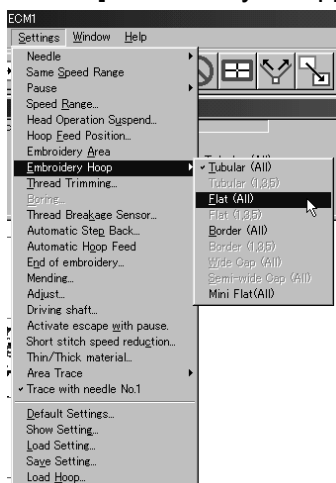 ECM1
Settings Window Help
Needle
Same Speed Range
Pause
Speed Range...
Head Operation Suspend...
Hoop Feed Position...
Embroidery Area
Embroidery Hoop
Thread Trimming...
Boring...
Thread Breakage Sensor...
Automatic Step Back...
Automatic Hoop Feed
End of embroidery...
Mending...
Adjust...
Driving shaft...
Activate escape with pause.
Short stitch speed reduction...
Thin/Thick material...
Area Trace
Trace with needle No.1
Default Settings...
Show Setting...
Load Setting...
Save Setting...
Load Hoop...
Tubular (All)
Tubular (1,3,5)
Flat (All)
Flat (1,3,5)
Border (All)
Border (1,3,5)
Wide Cap (All)
Semi-wide Cap (All)
Mini Flat(All)